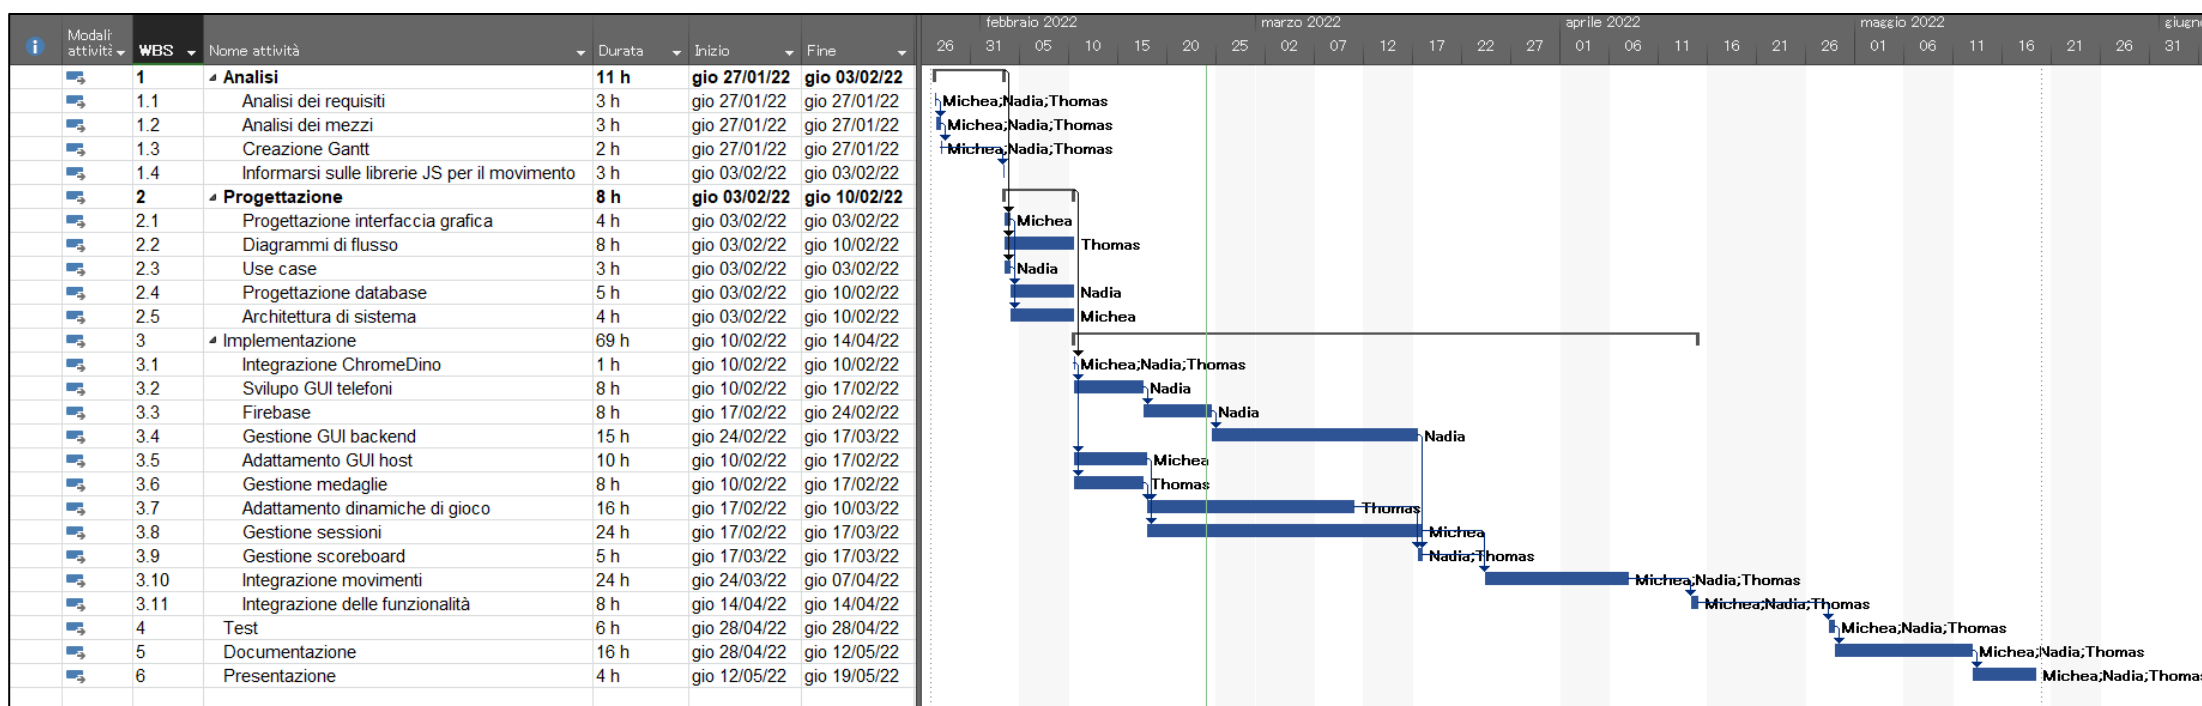 febbraio 2022 marzo 2022 aprile 2022 maggio 2022
Modali attività WBS Nome attività Durata Inizio Fine 26 31 05 10 15 20 25 02 07 12 17 22 27 01 06 11 16 21 26 01 06 11 16 21 26 31
1 Analisi 11 h gio 27/01/22 gio 03/02/22
1.1 Analisi dei requisiti 3 h gio 27/01/22 gio 27/01/22 Michea;Nadia;Thomas
1.2 Analisi dei mezzi 3 h gio 27/01/22 gio 27/01/22 Michea;Nadia;Thomas
1.3 Creazione Gantt 2 h gio 27/01/22 gio 27/01/22 Michea;Nadia;Thomas
1.4 Informarsi sulle librerie JS per il movimento 3 h gio 03/02/22 gio 03/02/22
2 Progettazione 8 h gio 03/02/22 gio 10/02/22
2.1 Progettazione interfaccia grafica 4 h gio 03/02/22 gio 03/02/22 Michea
2.2 Diagrammi di flusso 8 h gio 03/02/22 gio 10/02/22 Thomas
2.3 Use case 3 h gio 03/02/22 gio 03/02/22 Nadia
2.4 Progettazione database 5 h gio 03/02/22 gio 10/02/22 Nadia
2.5 Architettura di sistema 4 h gio 03/02/22 gio 10/02/22 Michea
3 Implementazione 69 h gio 10/02/22 gio 14/04/22
3.1 Integrazione ChromeDino 1 h gio 10/02/22 gio 10/02/22 Michea;Nadia;Thomas
3.2 Svilupo GUI telefoni 8 h gio 10/02/22 gio 17/02/22 Nadia
3.3 Firebase 8 h gio 17/02/22 gio 24/02/22 Nadia
3.4 Gestione GUI backend 15 h gio 24/02/22 gio 17/03/22 Nadia
3.5 Adattamento GUI host 10 h gio 10/02/22 gio 17/02/22 Michea
3.6 Gestione medaglie 8 h gio 10/02/22 gio 17/02/22 Thomas
3.7 Adattamento dinamiche di gioco 16 h gio 17/02/22 gio 10/03/22 Thomas
3.8 Gestione sessioni 24 h gio 17/02/22 gio 17/03/22 Michea
3.9 Gestione scoreboard 5 h gio 17/03/22 gio 17/03/22 Nadia;Thomas
3.10 Integrazione movimenti 24 h gio 24/03/22 gio 07/04/22 Michea;Nadia;Thomas
3.11 Integrazione delle funzionalità 8 h gio 14/04/22 gio 14/04/22 Michea;Nadia;Thomas
4 Test 6 h gio 28/04/22 gio 28/04/22 Michea;Nadia;Thomas
5 Documentazione 16 h gio 28/04/22 gio 12/05/22 Michea;Nadia;Thomas
6 Presentazione 4 h gio 12/05/22 gio 19/05/22 Michea;Nadia;Thomas